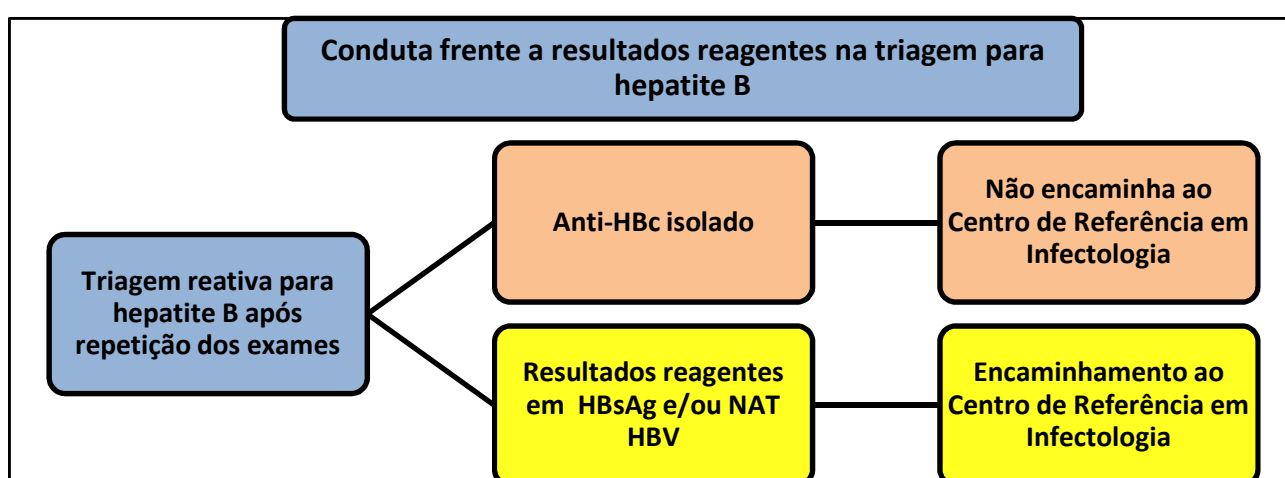 Conduta frente a resultados reagentes na triagem para
hepatite B
Triagem reativa para
hepatite B após
repetição dos exames
Anti-HBc isolado
Não encaminha ao
Centro de Referência em
Infectologia
Resultados reagentes
em HBsAg e/ou NAT
HBV
Encaminhamento ao
Centro de Referência em
Infectologia